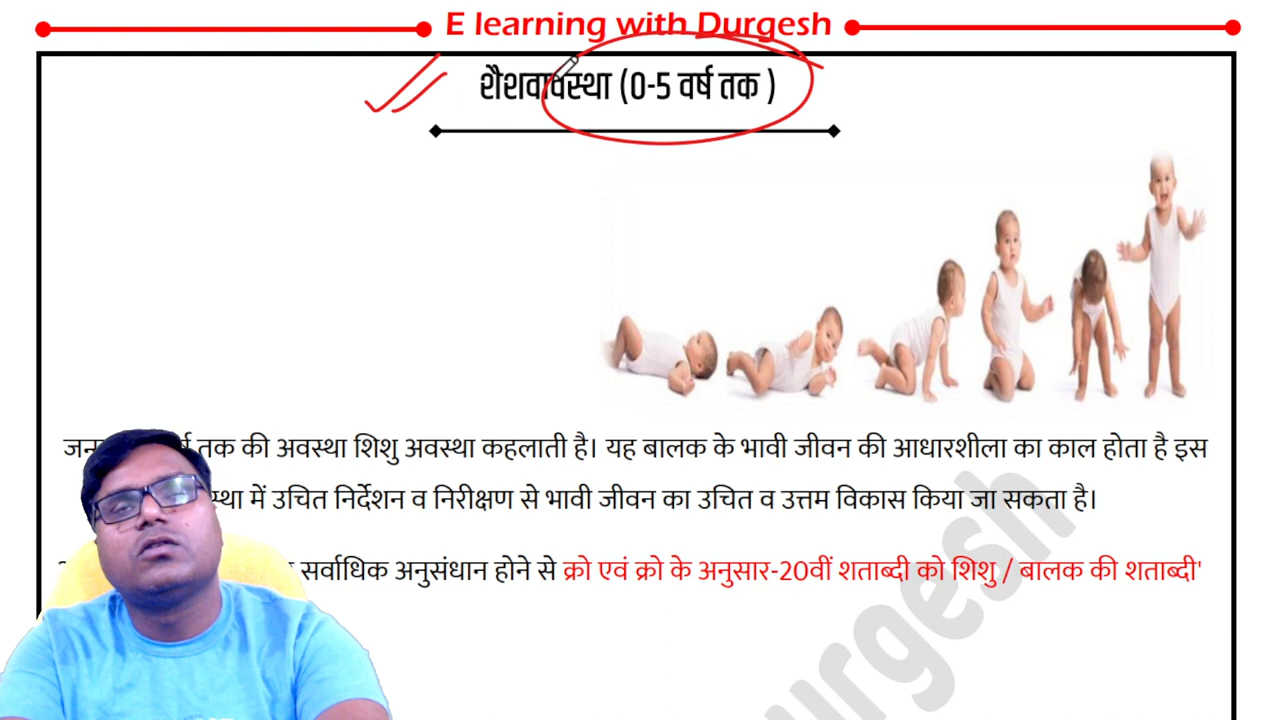 E learning with Durgesh
शैशवावस्था (0-5 वर्ष तक )
तक की अवस्था शिशु अवस्था कहलाती है। यह बालक के भावी जीवन की आधारशीला का काल होता है इस
में उचित निर्देशन व निरीक्षण से भावी जीवन का उचित व उत्तम विकास किया जा सकता है।
सर्वाधिक अनुसंधान होने से क्रो एवं क्रो के अनुसार-20वीं शताब्दी को शिशु / बालक की शताब्दी'